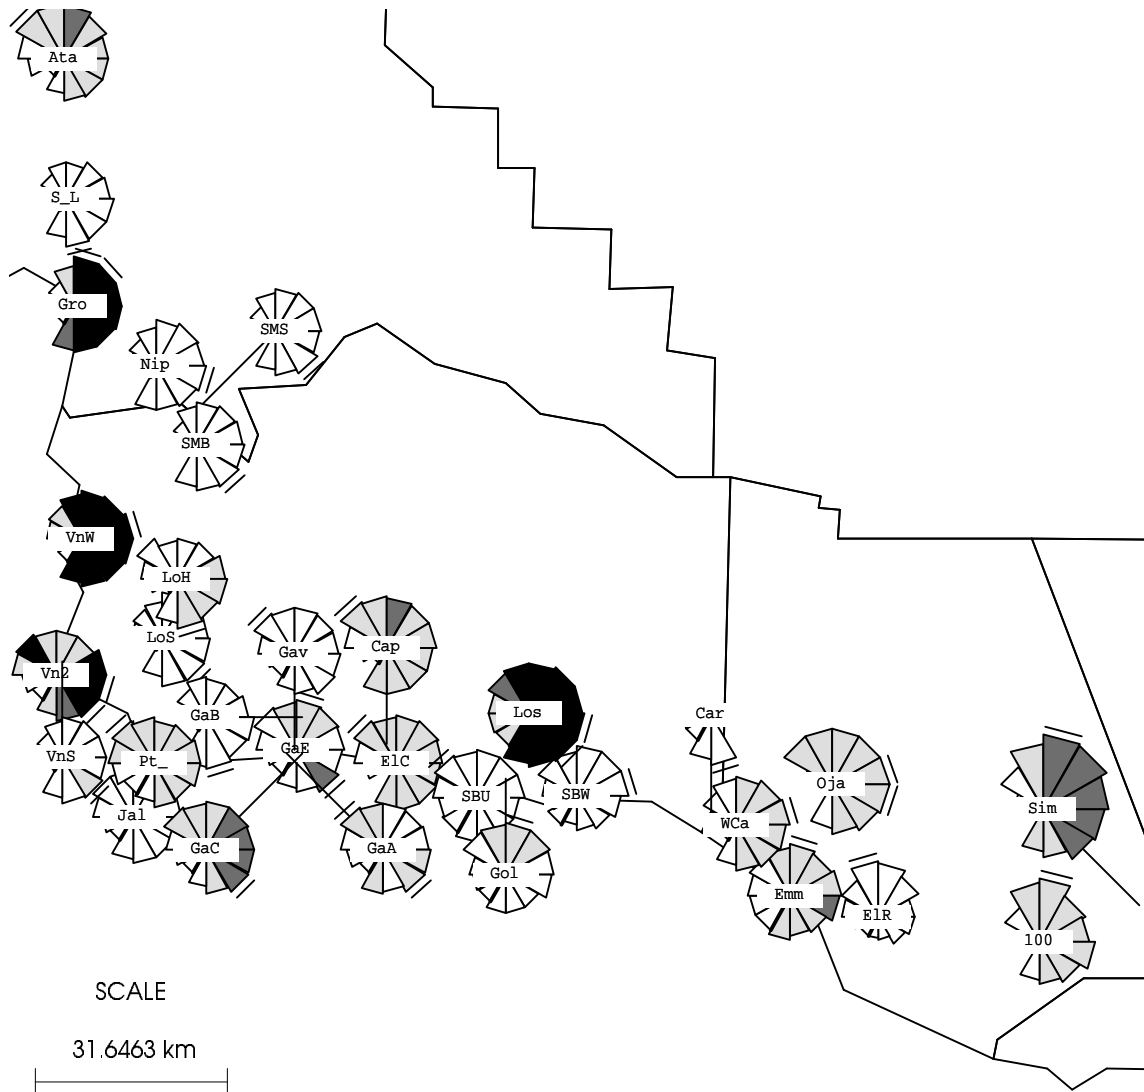 Ata
S_L
Gro
SMS
Nip
SMB
VnW
LoH
LoS
Gav
Cap
Vn2
GaB
Los
Car
GaE
VnS
Pt_
ElC
Oja
SBU
SBW
Sim
Jal
WCa
GaC
GaA
Gol
Emm
ElR
100
SCALE
31.6463 km